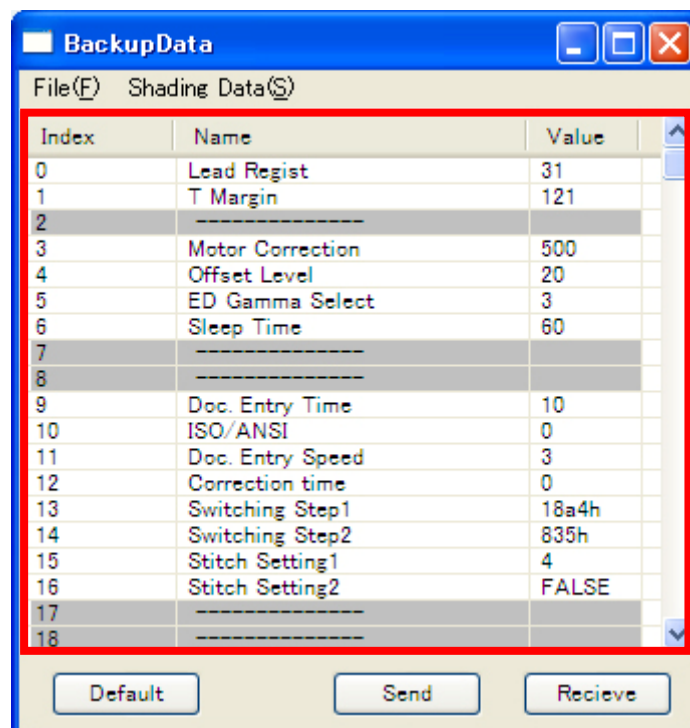 BackupData
File(F) Shading Data(S)
Index Name Value
0 Lead Regist 31
1 T Margin 121
2 --------------
3 Motor Correction 500
4 Offset Level 20
5 ED Gamma Select 3
6 Sleep Time 60
7 --------------
8 --------------
9 Doc. Entry Time 10
10 ISO/ANSI 0
11 Doc. Entry Speed 3
12 Correction time 0
13 Switching Step1 18a4h
14 Switching Step2 835h
15 Stitch Setting1 4
16 Stitch Setting2 FALSE
17 --------------
18 --------------
Default Send Recieve